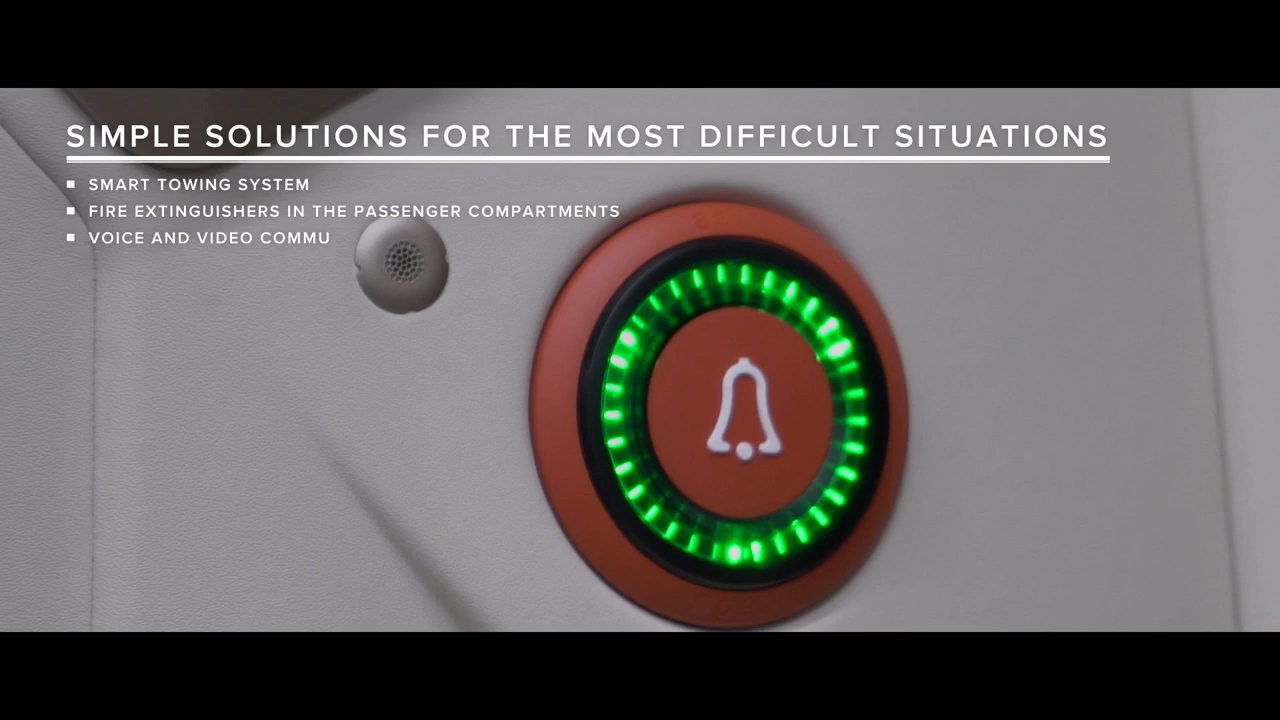 SIMPLE SOLUTIONS FOR THE MOST DIFFICULT SITUATIONS
SMART TOWING SYSTEM
FIRE EXTINGUISHERS IN THE PASSENGER COMPARTMENTS
VOICE AND VIDEO COMMU